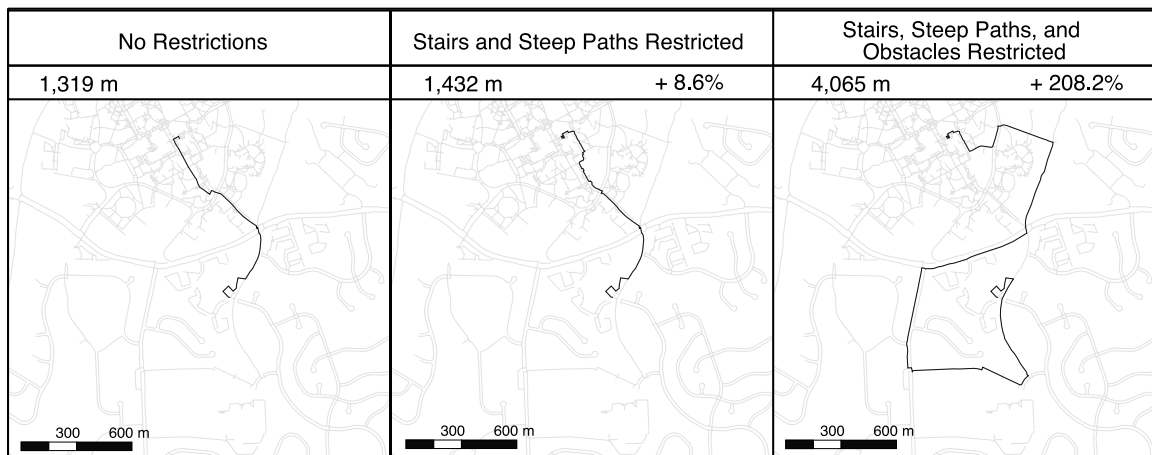 No Restrictions
Stairs and Steep Paths Restricted
Stairs, Steep Paths, and
Obstacles Restricted
1,319 m
1,432 m + 8.6%
4,065 m + 208.2%
300 600 m
300 600 m
300 600 m